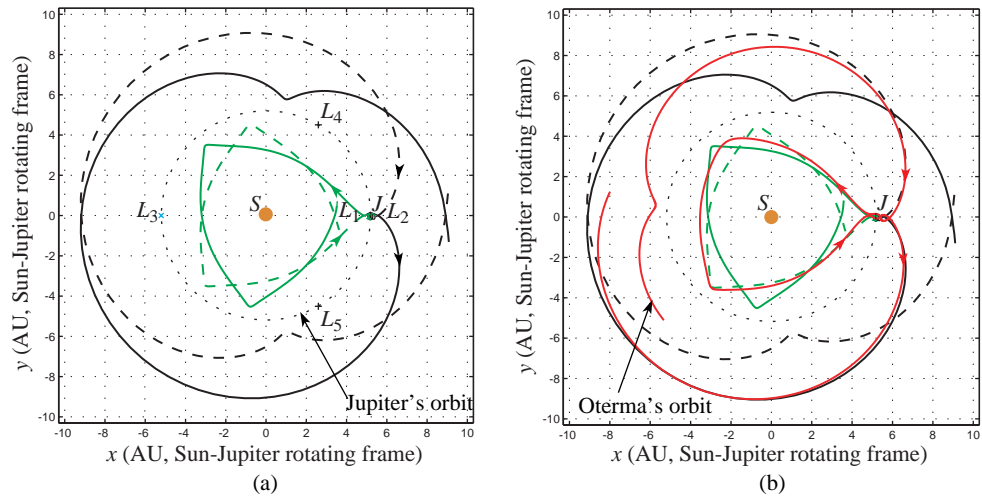 10
8
6
4
2
0
-2
-4
-6
-8
-10
-10 -8 -6 -4 -2 0 2 4 6 8 10
y (AU, Sun-Jupiter rotating frame)
x (AU, Sun-Jupiter rotating frame)
L4
S
L3
L1
J
L2
L5
Jupiter's orbit
(a)
8
6
4
2
0
-2
-4
-6
-8
-10
-10 -8 -6 -4 -2 0 2 4 6 8 10
y (AU, Sun-Jupiter rotating frame)
x (AU, Sun-Jupiter rotating frame)
S
L1
J
L2
Oterma's orbit
(b)